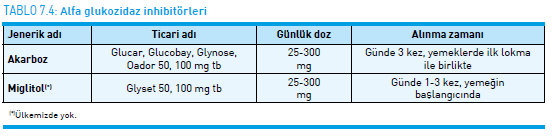 TABLO 7.4: Alfa glukozidaz inhibitörleri
Jenerik adı Ticari adı Günlük doz Alınma zamanı
Akarboz Glucar, Glucobay, Glynose, Oador 50, 100 mg tb 25-300 mg Günde 3 kez, yemeklerde ilk lokma ile birlikte
Miglitol(*) Glyset 50, 100 mg tb 25-300 mg Günde 1-3 kez, yemeğin başlangıcında
(*)Ülkemizde yok.